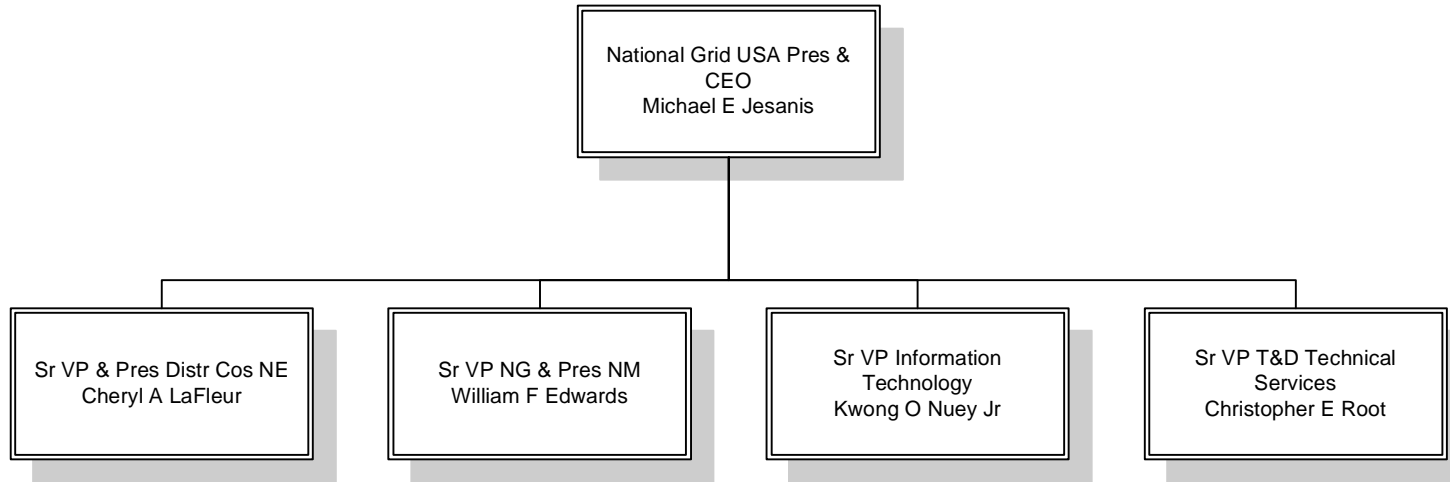 National Grid USA Pres &
CEO
Michael E Jesanis
Sr VP & Pres Distr Cos NE
Cheryl A LaFleur
Sr VP NG & Pres NM
William F Edwards
Sr VP Information
Technology
Kwong O Nuey Jr
Sr VP T&D Technical
Services
Christopher E Root